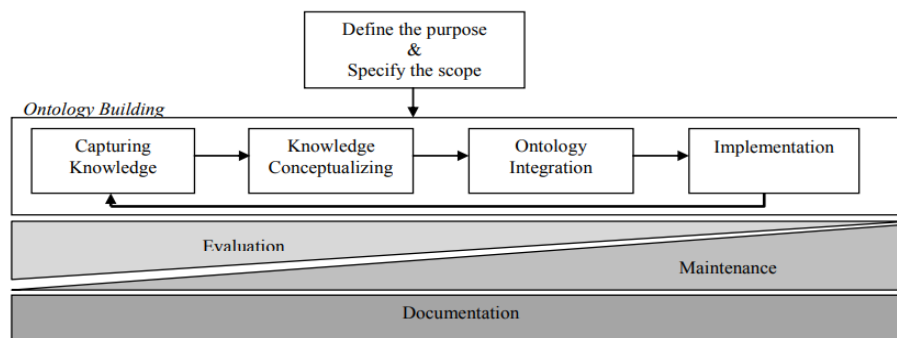 Define the purpose
&
Specify the scope
Ontology Building
Capturing
Knowledge
Knowledge
Conceptualizing
Ontology
Integration
Implementation
Evaluation
Maintenance
Documentation